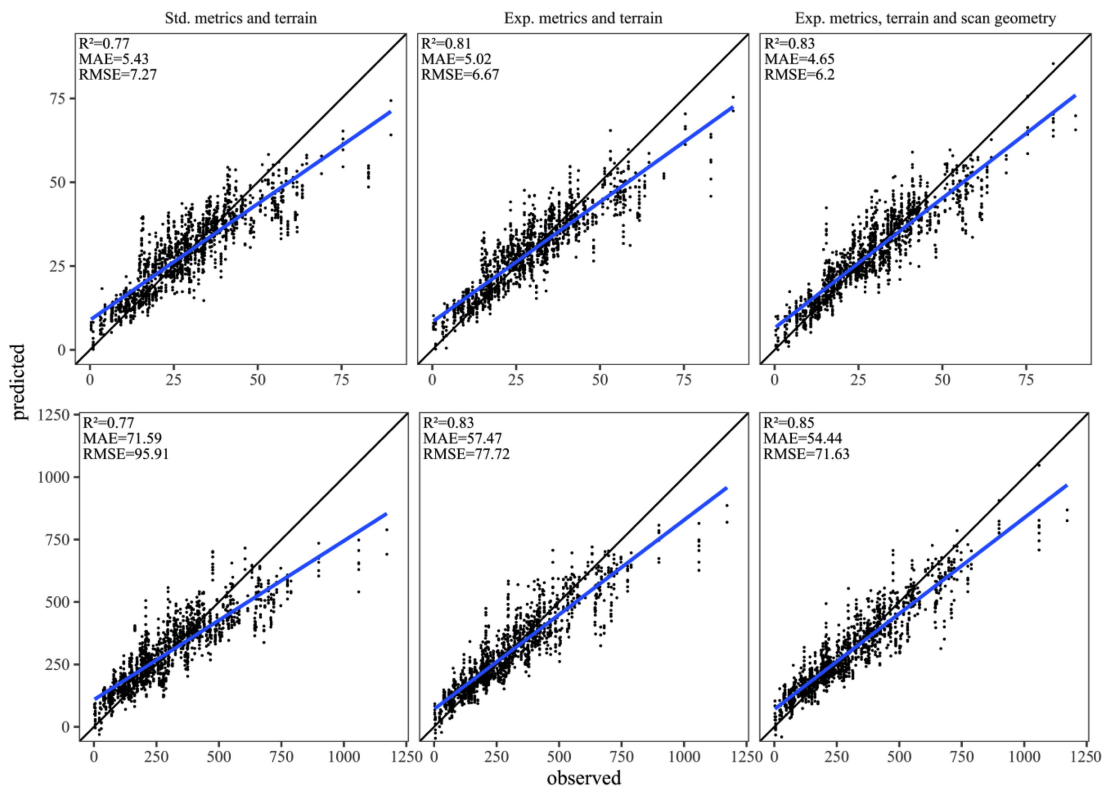 Std. metrics and terrain
Exp. metrics and terrain
Exp. metrics, terrain and scan geometry
R²=0.77
MAE=5.43
RMSE=7.27
R²=0.81
MAE=5.02
RMSE=6.67
R²=0.83
MAE=4.65
RMSE=6.2
75
50
25
0
0 25 50 75
0 25 50 75
0 25 50 75
predicted
R²=0.77
MAE=71.59
RMSE=95.91
R²=0.83
MAE=57.47
RMSE=77.72
R²=0.85
MAE=54.44
RMSE=71.63
1250
1000
750
500
250
0
0 250 500 750 1000 1250
0 250 500 750 1000 1250
0 250 500 750 1000 1250
observed